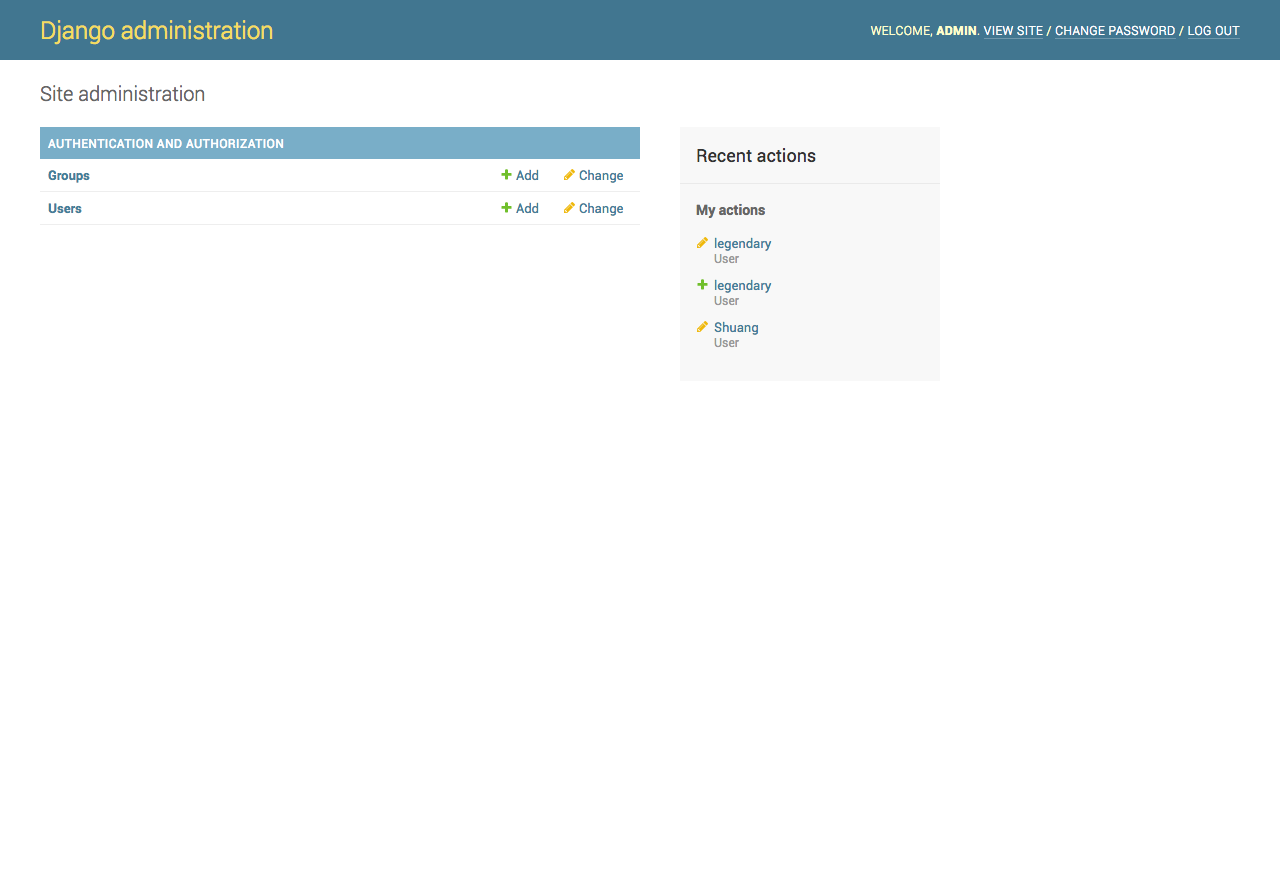 Django administration
WELCOME, ADMIN. VIEW SITE / CHANGE PASSWORD / LOG OUT
Site administration
AUTHENTICATION AND AUTHORIZATION
Groups Add Change
Users Add Change
Recent actions
My actions
legendary
User
legendary
User
Shuang
User